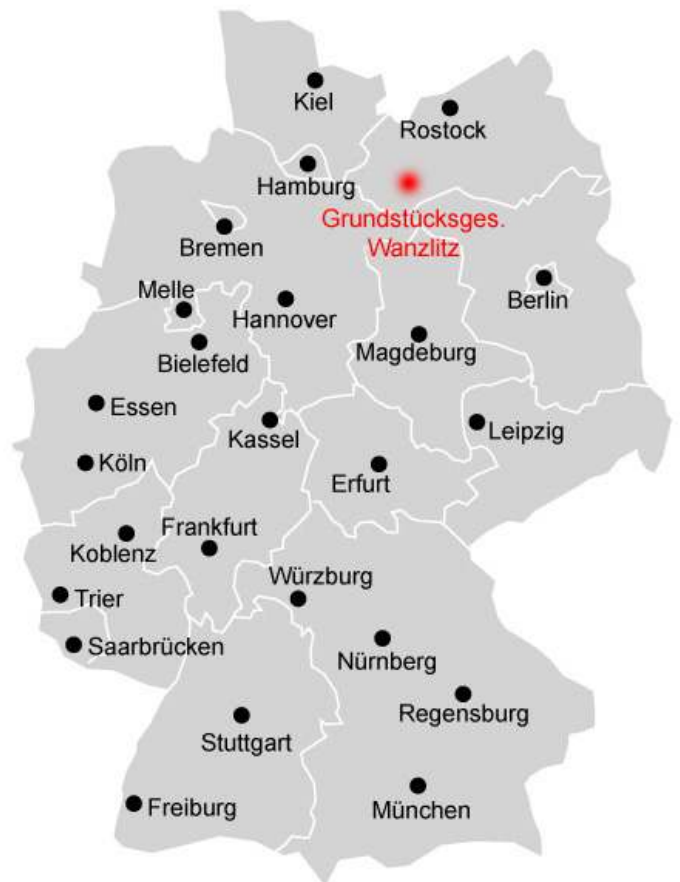 Kiel
Rostock
Hamburg
Grundstücksges.
Wanzlitz
Bremen
Melle
Hannover
Berlin
Bielefeld
Magdeburg
Essen
Kassel
Leipzig
Köln
Erfurt
Frankfurt
Koblenz
Würzburg
Trier
Saarbrücken
Nürnberg
Regensburg
Stuttgart
Freiburg
München